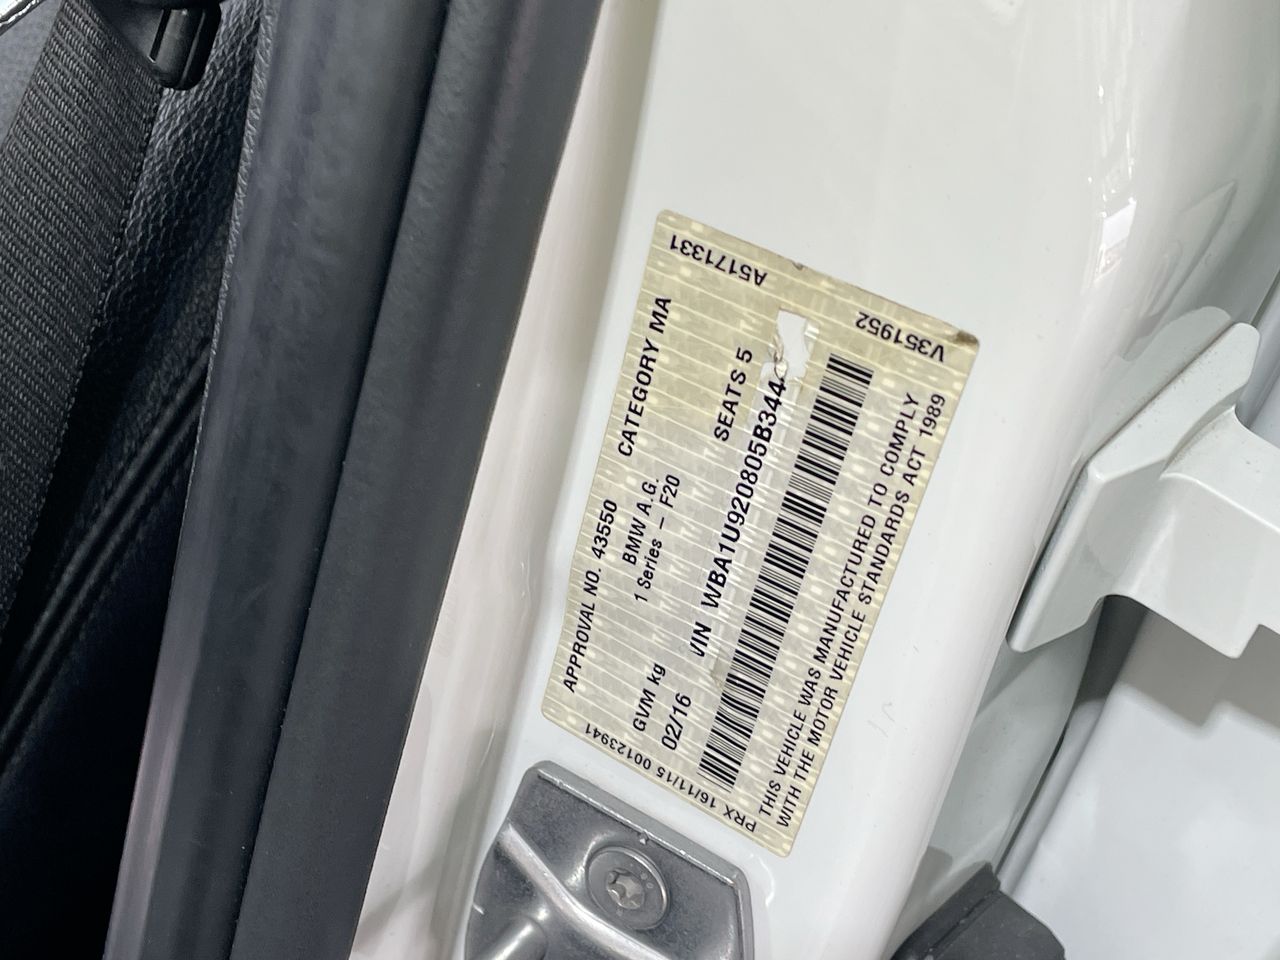 A5171331
V351952
APPROVAL NO. 43550 CATEGORY MA
BMW A.G.
1 Series - F20
GVM kg SEATS 5
02/16 VIN WBA1U920805B344
THIS VEHICLE WAS MANUFACTURED TO COMPLY
WITH THE MOTOR VEHICLE STANDARDS ACT 1989
PRX 16/11/15 00123941